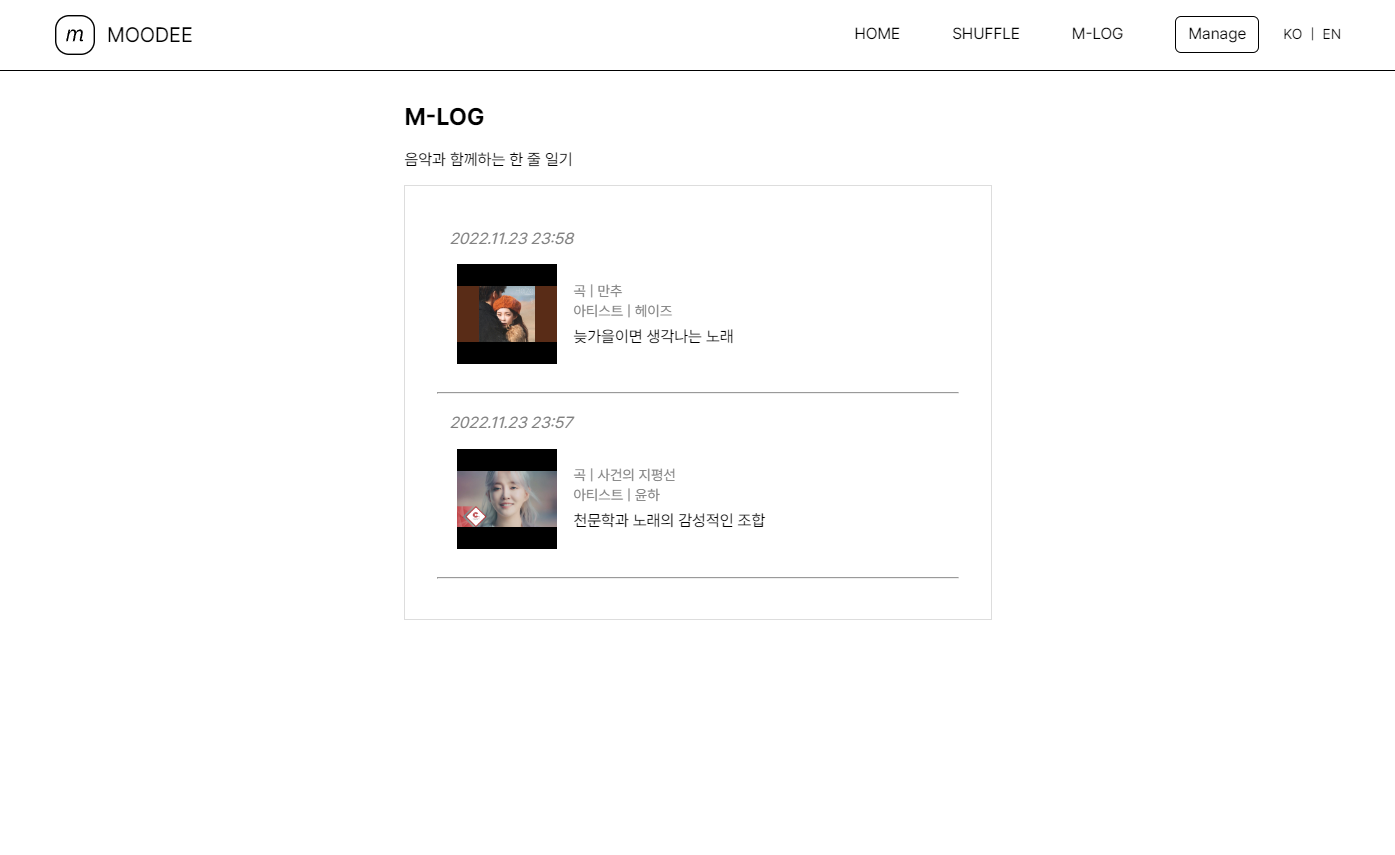 m MOODEE
HOME SHUFFLE M-LOG Manage KO | EN
M-LOG
음악과 함께하는 한 줄 일기
2022.11.23 23:58
곡 | 만추
아티스트 | 헤이즈
늦가을이면 생각나는 노래
2022.11.23 23:57
곡 | 사건의 지평선
아티스트 | 윤하
천문학과 노래의 감성적인 조합